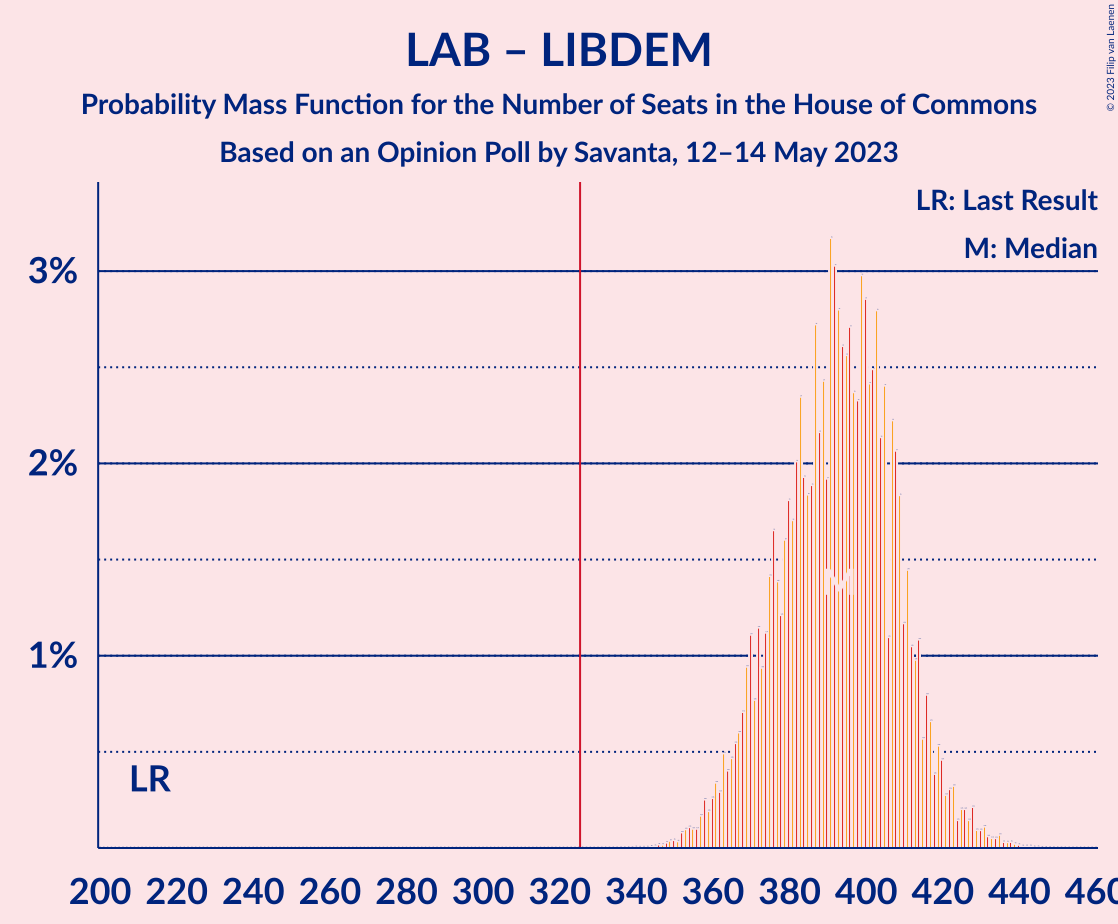 LAB – LIBDEM
Probability Mass Function for the Number of Seats in the House of Commons
Based on an Opinion Poll by Savanta, 12–14 May 2023
© 2023 Filip van Laenen
LR: Last Result
M: Median
3%
2%
1%
LR
M
200 220 240 260 280 300 320 340 360 380 400 420 440 460